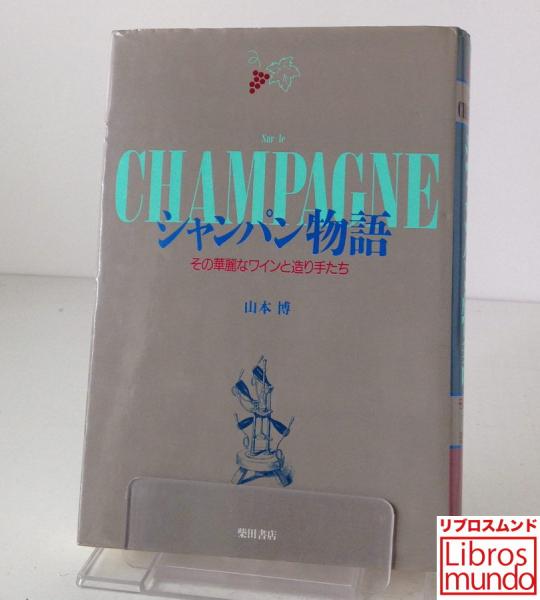 Sur le
CHAMPAGNE
シャンパン物語
その華麗なワインと造り手たち
山本 博
柴田書店
リブロスムンド
Libros
mundo